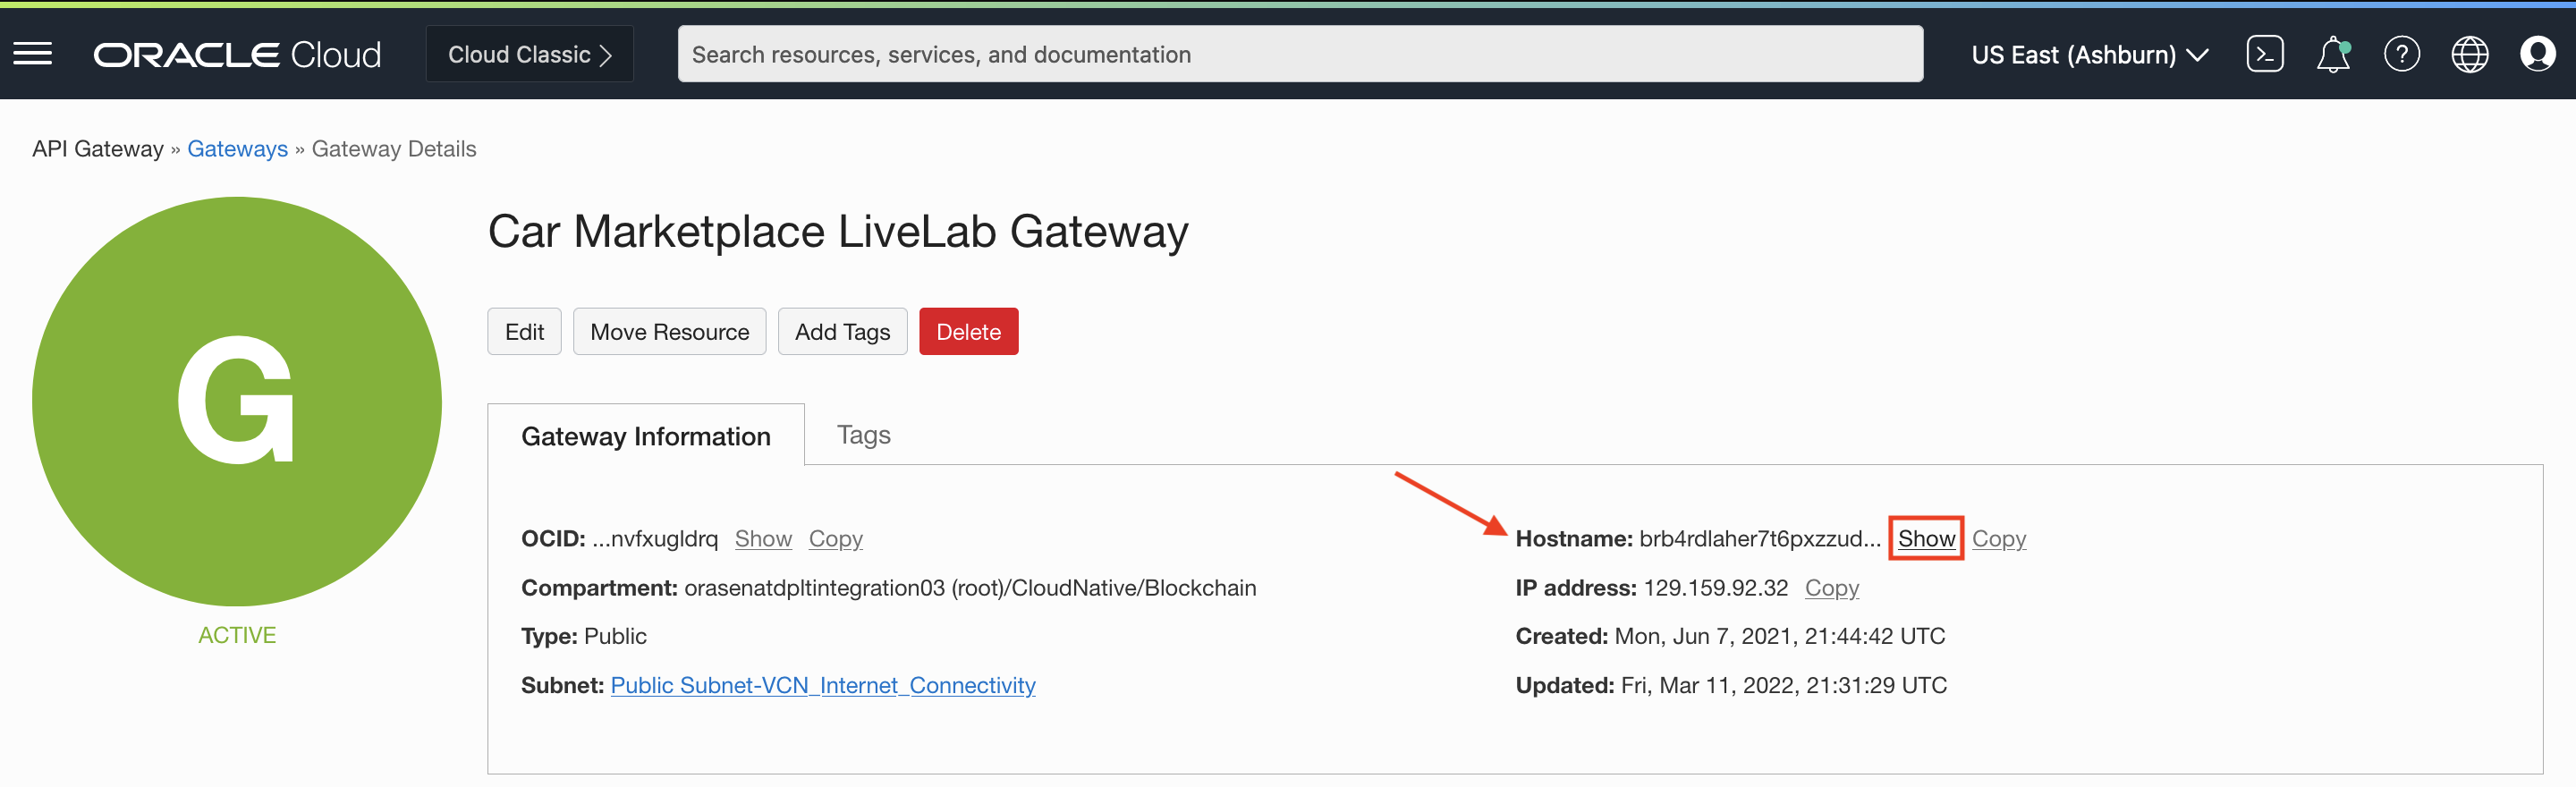 ORACLE Cloud
Cloud Classic
Search resources, services, and documentation
US East (Ashburn)
API Gateway » Gateways » Gateway Details
G
ACTIVE
Car Marketplace LiveLab Gateway
Edit
Move Resource
Add Tags
Delete
Gateway Information
Tags
OCID: ...nvfxugldrq Show Copy
Compartment: orasenatdpltintegration03 (root)/CloudNative/Blockchain
Type: Public
Subnet: Public Subnet-VCN_Internet_Connectivity
Hostname: brb4rdlaher7t6pxzzud... Show Copy
IP address: 129.159.92.32 Copy
Created: Mon, Jun 7, 2021, 21:44:42 UTC
Updated: Fri, Mar 11, 2022, 21:31:29 UTC